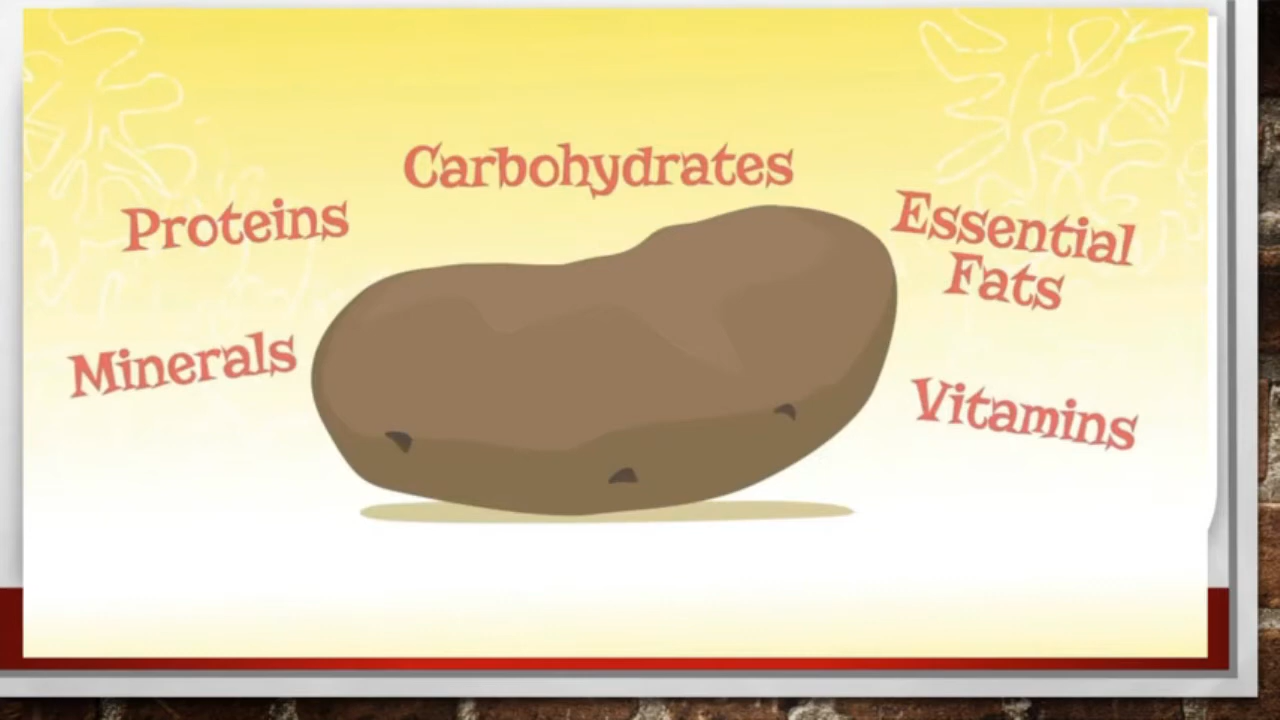 Carbohydrates
Proteins
Essential
Fats
Minerals
Vitamins